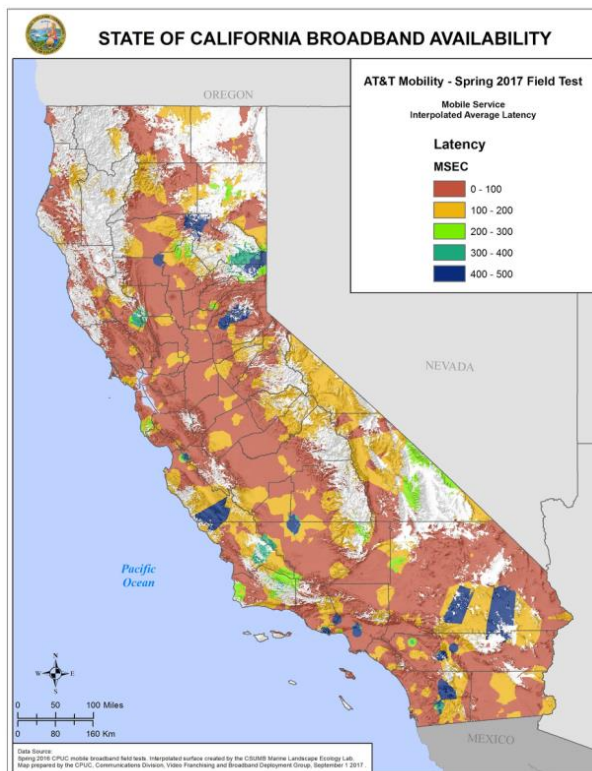 STATE OF CALIFORNIA BROADBAND AVAILABILITY
OREGON
AT&T Mobility - Spring 2017 Field Test
Mobile Service
Interpolated Average Latency
Latency
MSEC
0 - 100
100 - 200
200 - 300
300 - 400
400 - 500
NEVADA
Pacific
Ocean
N
W E
S
0 50 100 Miles
0 80 160 Km
MEXICO
Data Source:
Spring 2016 CPUC mobile broadband field tests. Interpolated surface created by the CSUMB Marine Landscape Ecology Lab.
Map prepared by the CPUC, Communications Division, Video Franchising and Broadband Deployment Group, September 1 2017